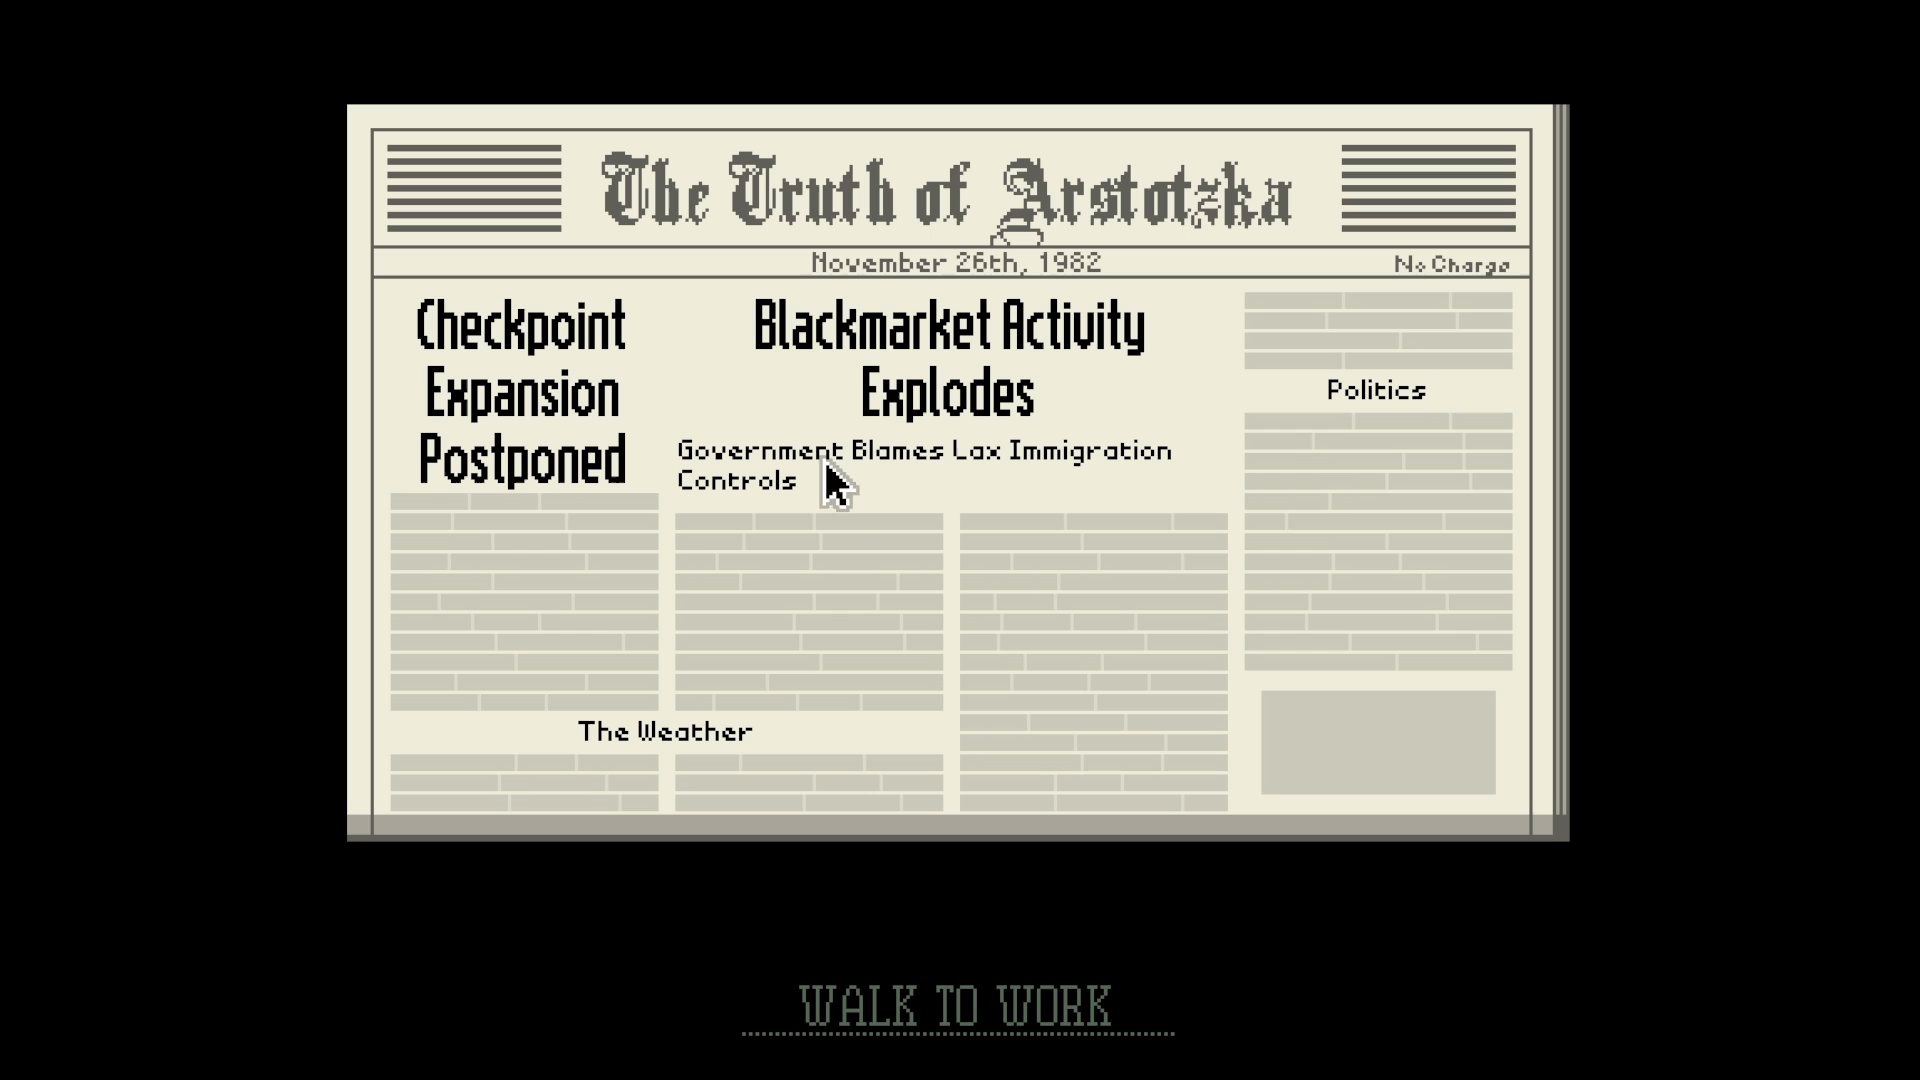 The Truth of Arstotzka
November 26th, 1982
No Charge
Checkpoint
Expansion
Postponed
Blackmarket Activity
Explodes
Government Blames Lax Immigration
Controls
Politics
The Weather
WALK TO WORK